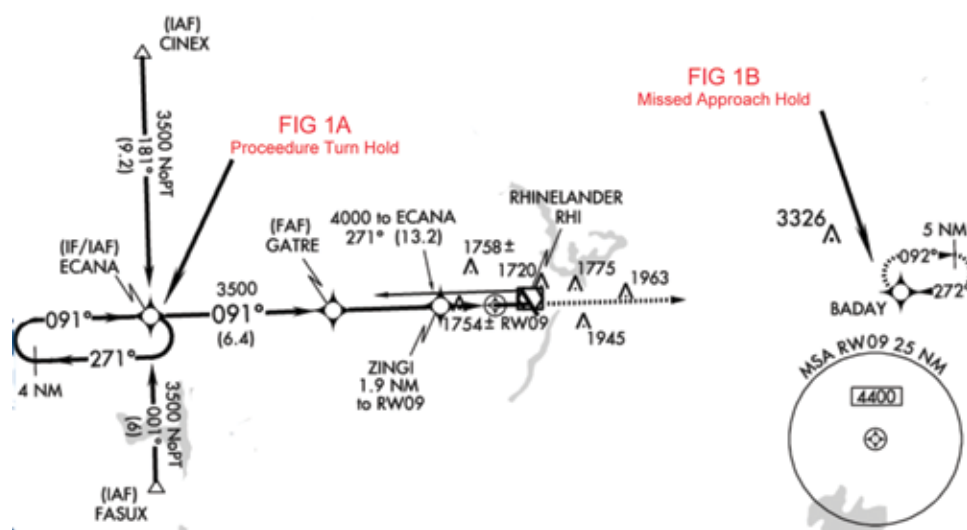 (IAF)
CINEX
3500 NoPT
181°
(9.2)
FIG 1A
Proceedure Turn Hold
FIG 1B
Missed Approach Hold
(IF/IAF)
ECANA
091°
271°
4 NM
3500
091°
(6.4)
(FAF)
GATRE
4000 to ECANA
271° (13.2)
RHINELANDER
RHI
1758 ±
1720
1775
1963
1754 ± RW09
1945
ZINGI
1.9 NM
to RW09
3500 NoPT
001°
(6)
(IAF)
FASUX
3326
5 NM
092°
BADAY
272°
MSA RW09 25 NM
4400